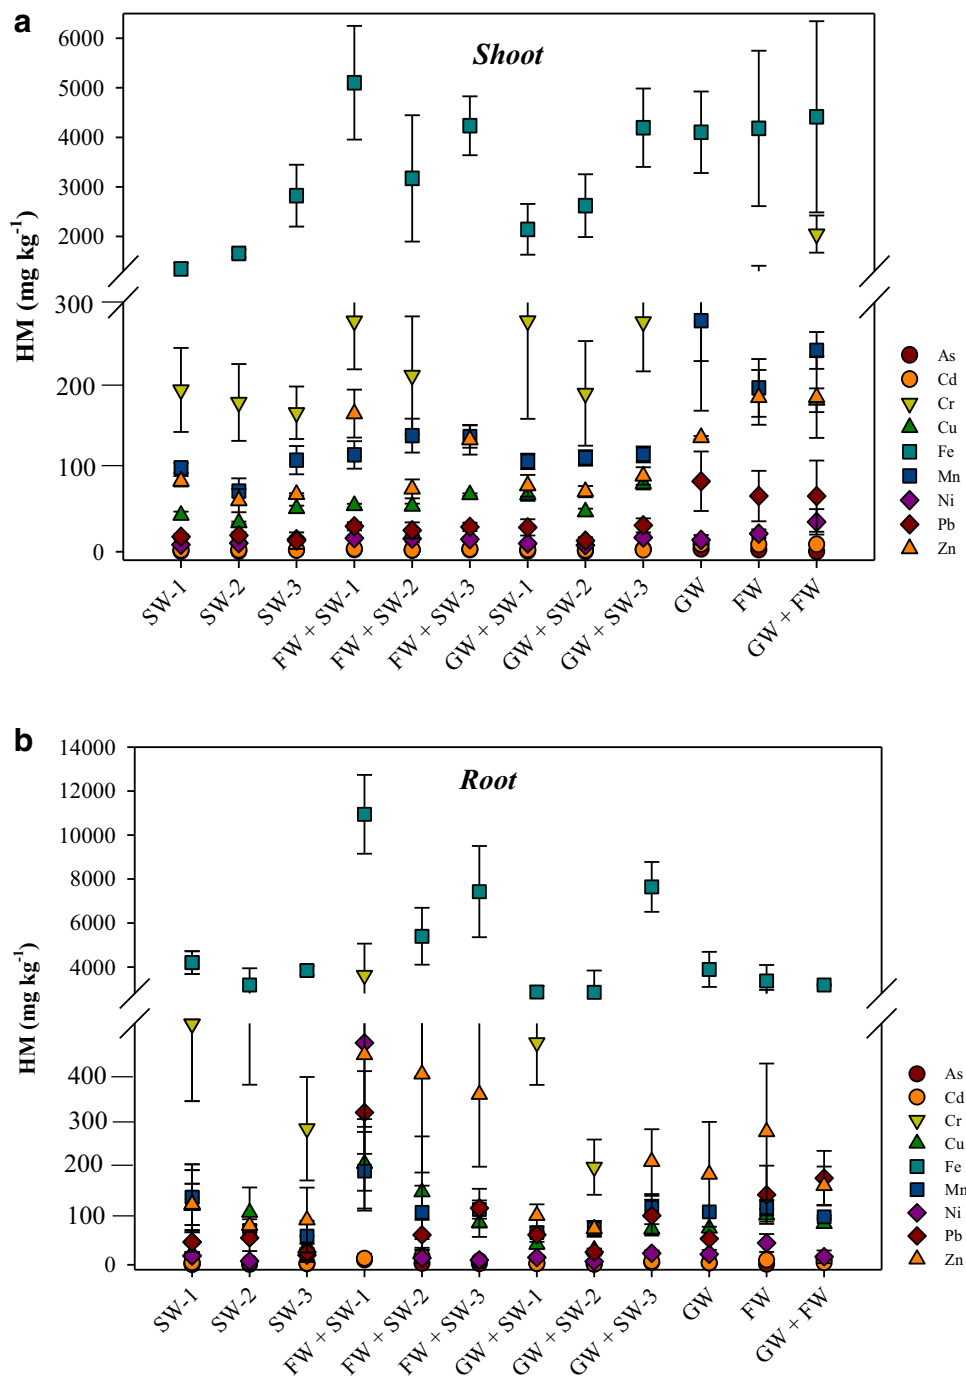 a
Shoot
HM (mg kg-1)
6000
5000
4000
3000
2000
300
200
100
0
SW-1
SW-2
SW-3
FW + SW-1
FW + SW-2
FW + SW-3
GW + SW-1
GW + SW-2
GW + SW-3
GW
FW
GW + FW
As
Cd
Cr
Cu
Fe
Mn
Ni
Pb
Zn
b
Root
HM (mg kg-1)
14000
12000
10000
8000
6000
4000
400
300
200
100
0
SW-1
SW-2
SW-3
FW + SW-1
FW + SW-2
FW + SW-3
GW + SW-1
GW + SW-2
GW + SW-3
GW
FW
GW + FW
As
Cd
Cr
Cu
Fe
Mn
Ni
Pb
Zn